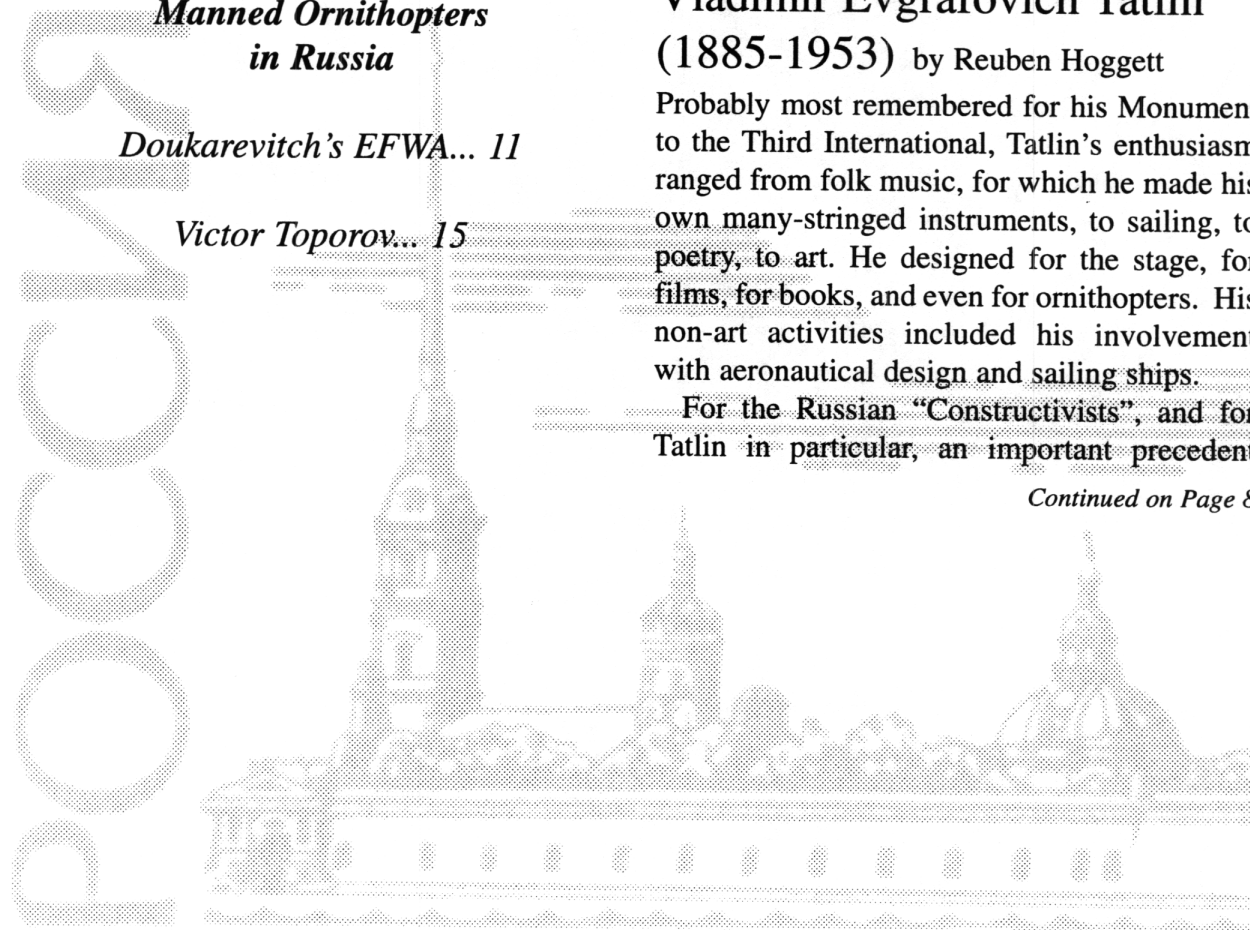 РОССИЯ
Manned Ornithopters
in Russia
Doukarevitch's EFWA... 11
Victor Toporov... 15
Vladimir Evgrafovich Tatlin
(1885-1953) by Reuben Hoggett
Probably most remembered for his Monumen
to the Third International, Tatlin's enthusiasm
ranged from folk music, for which he made his
own many-stringed instruments, to sailing, to
poetry, to art. He designed for the stage, for
films, for books, and even for ornithopters. His
non-art activities included his involvement
with aeronautical design and sailing ships.
For the Russian “Constructivists”, and for
Tatlin in particular, an important precedent
Continued on Page 8